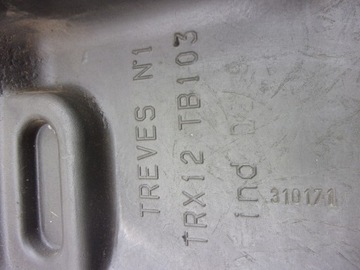 TREVES N°1
TRX12 TB103
ind
310171